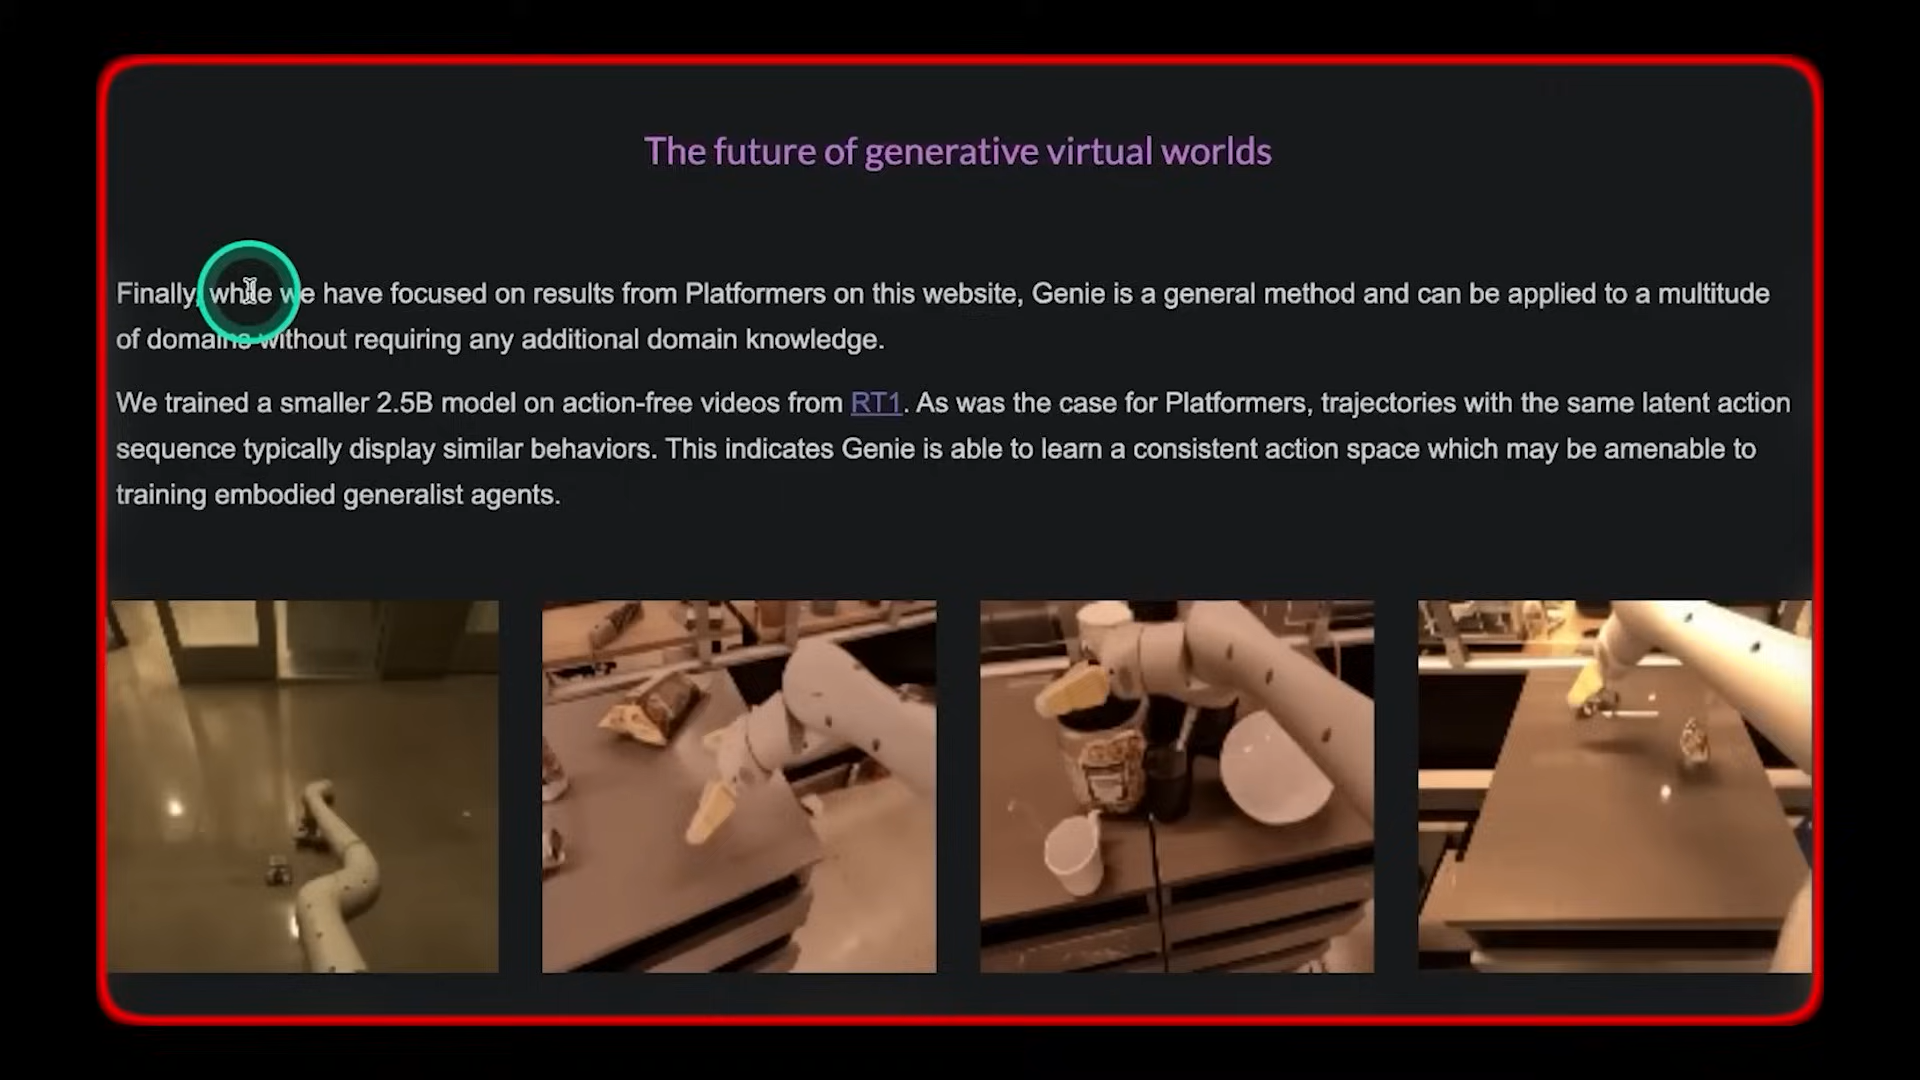 The future of generative virtual worlds
Finally, while we have focused on results from Platformers on this website, Genie is a general method and can be applied to a multitude
of domains without requiring any additional domain knowledge.
We trained a smaller 2.5B model on action-free videos from RT1. As was the case for Platformers, trajectories with the same latent action
sequence typically display similar behaviors. This indicates Genie is able to learn a consistent action space which may be amenable to
training embodied generalist agents.